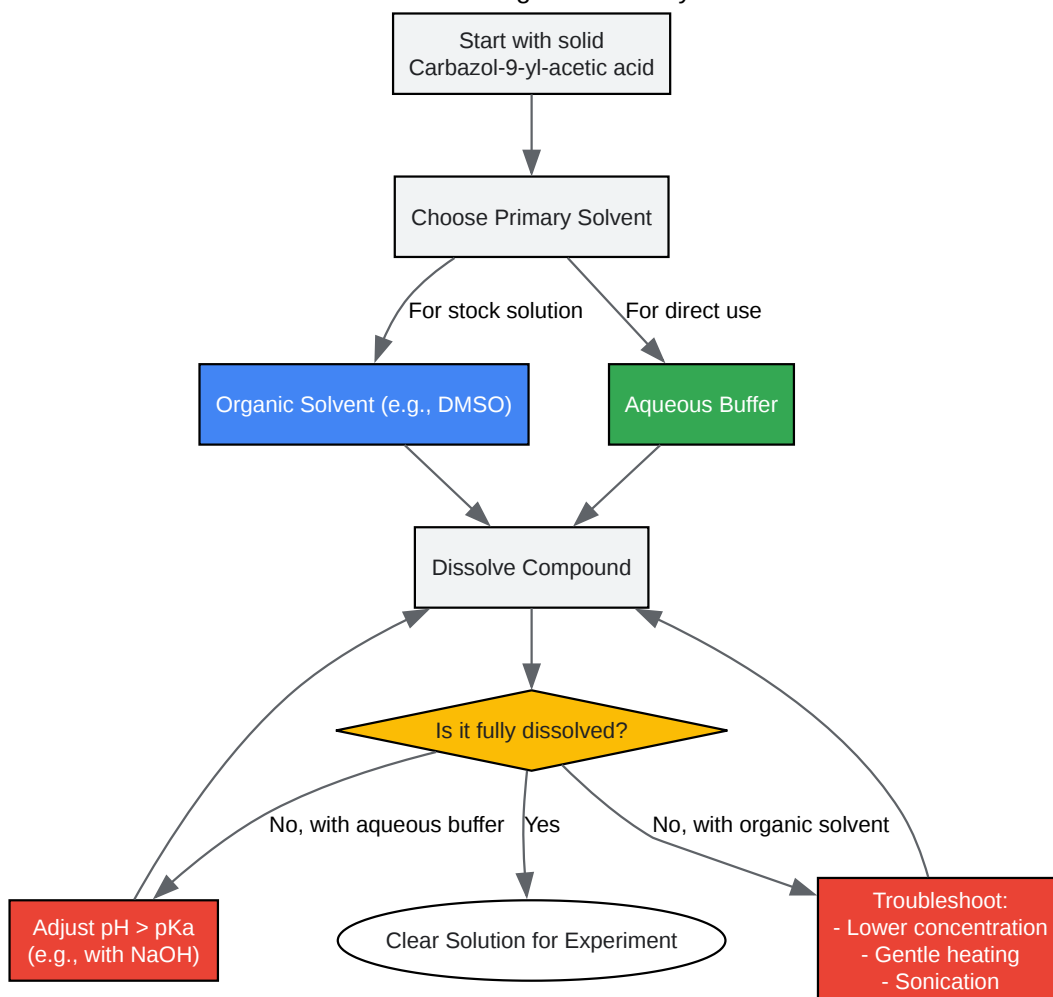 Start with solid
Carbazol-9-yl-acetic acid
Choose Primary Solvent
For stock solution
For direct use
Organic Solvent (e.g., DMSO)
Aqueous Buffer
Dissolve Compound
Is it fully dissolved?
No, with aqueous buffer
Yes
No, with organic solvent
Adjust pH > pKa
(e.g., with NaOH)
Clear Solution for Experiment
Troubleshoot:
- Lower concentration
- Gentle heating
- Sonication